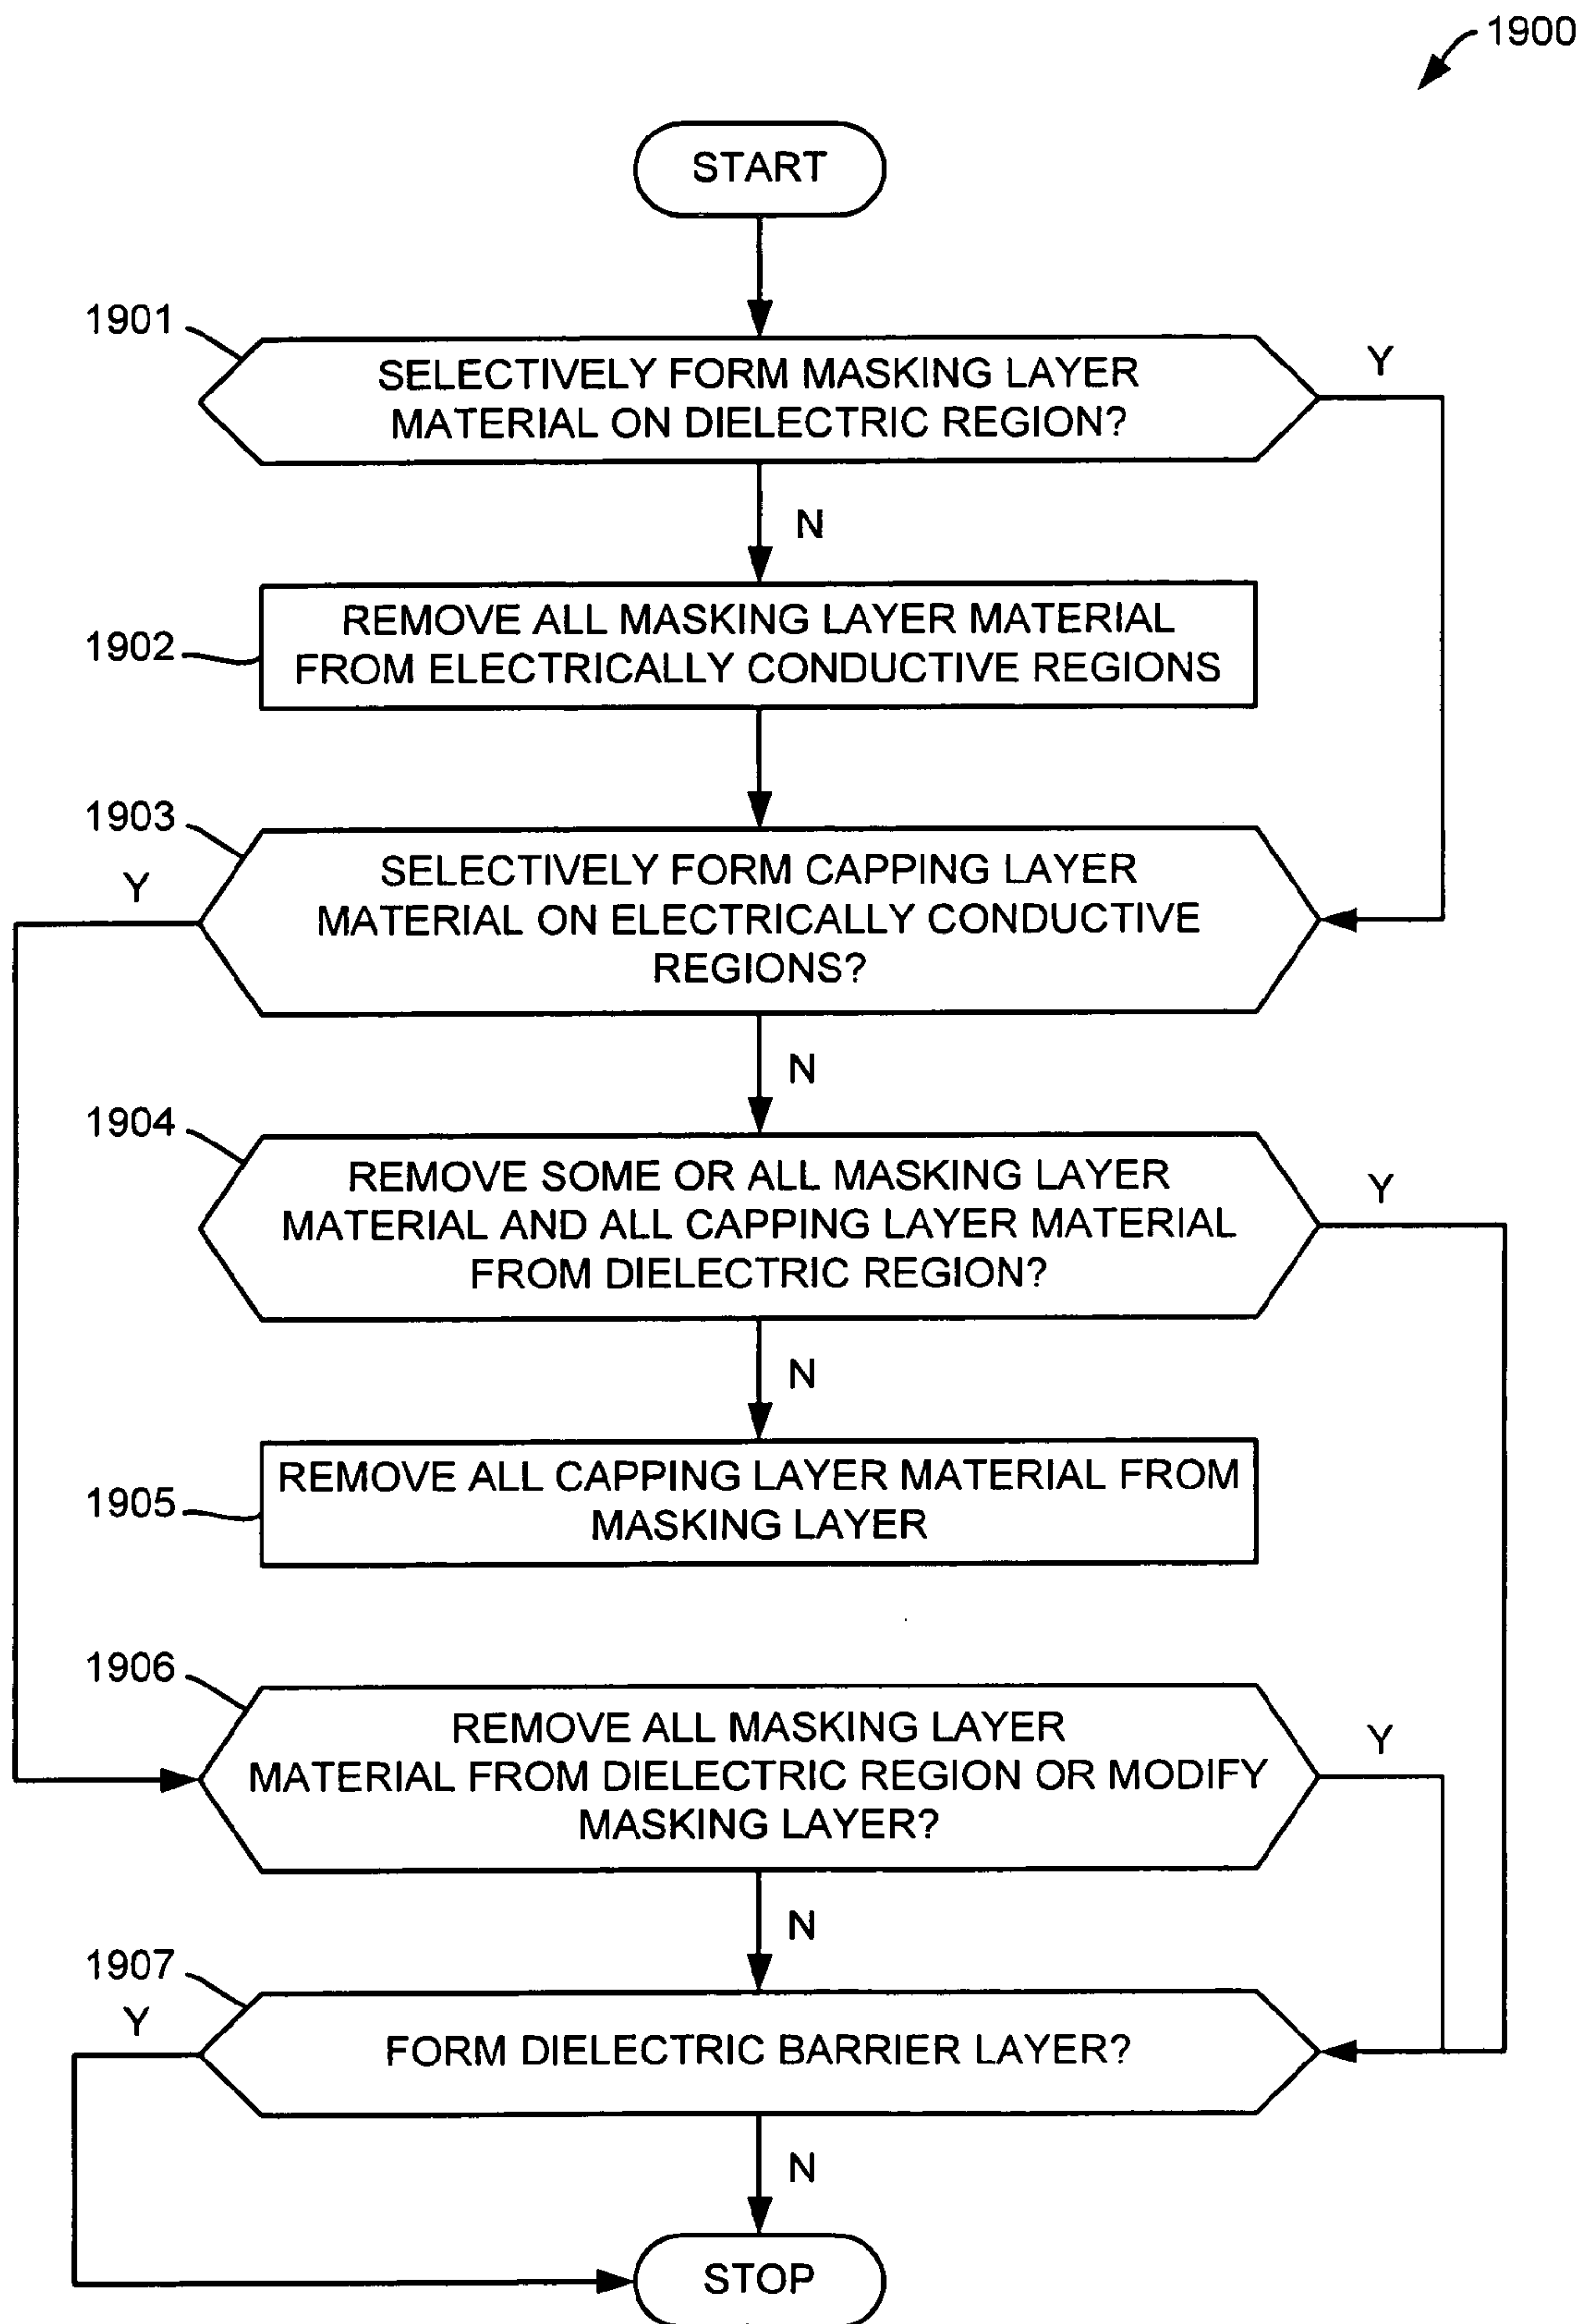 1900
START
1901
SELECTIVELY FORM MASKING LAYER
MATERIAL ON DIELECTRIC REGION?
Y
N
1902
REMOVE ALL MASKING LAYER MATERIAL
FROM ELECTRICALLY CONDUCTIVE REGIONS
1903
Y
SELECTIVELY FORM CAPPING LAYER
MATERIAL ON ELECTRICALLY CONDUCTIVE
REGIONS?
N
1904
REMOVE SOME OR ALL MASKING LAYER
MATERIAL AND ALL CAPPING LAYER MATERIAL
FROM DIELECTRIC REGION?
Y
N
1905
REMOVE ALL CAPPING LAYER MATERIAL FROM
MASKING LAYER
1906
REMOVE ALL MASKING LAYER
MATERIAL FROM DIELECTRIC REGION OR MODIFY
MASKING LAYER?
Y
N
1907
Y
FORM DIELECTRIC BARRIER LAYER?
N
STOP